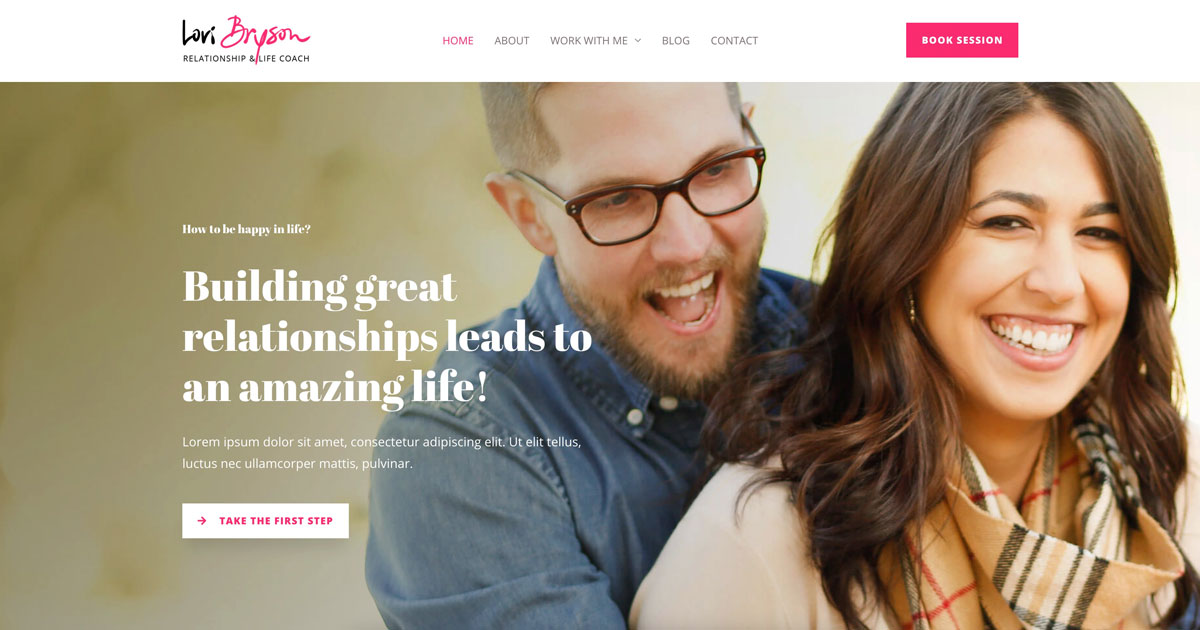 Lori Bryson
RELATIONSHIP & LIFE COACH
HOME ABOUT WORK WITH ME BLOG CONTACT
BOOK SESSION
How to be happy in life?
Building great
relationships leads to
an amazing life!
Lorem ipsum dolor sit amet, consectetur adipiscing elit. Ut elit tellus,
luctus nec ullamcorper mattis, pulvinar.
TAKE THE FIRST STEP